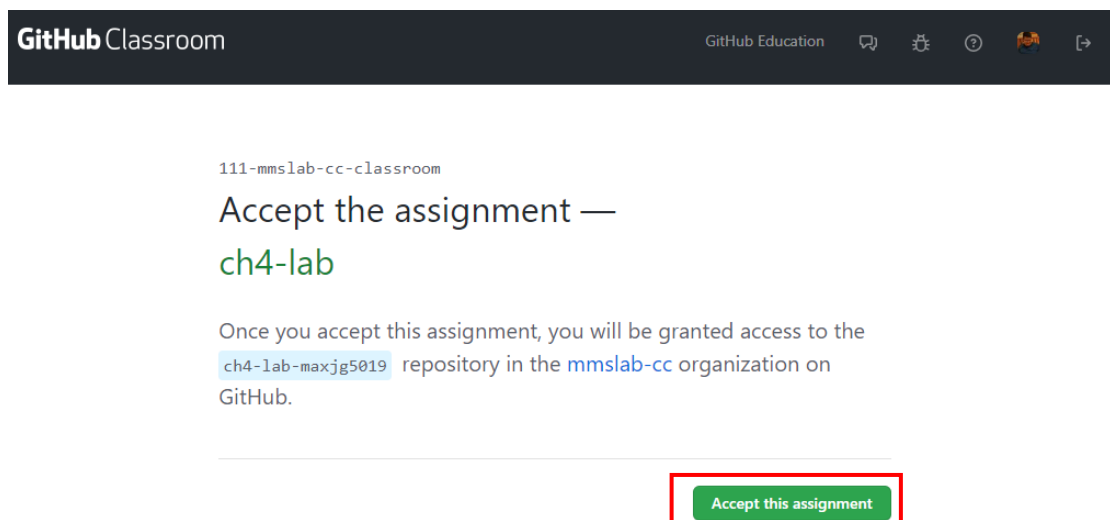 GitHub Classroom
GitHub Education
111-mmslab-cc-classroom
Accept the assignment —
ch4-lab
Once you accept this assignment, you will be granted access to the
ch4-lab-maxjg5019 repository in the mmslab-cc organization on
GitHub.
Accept this assignment